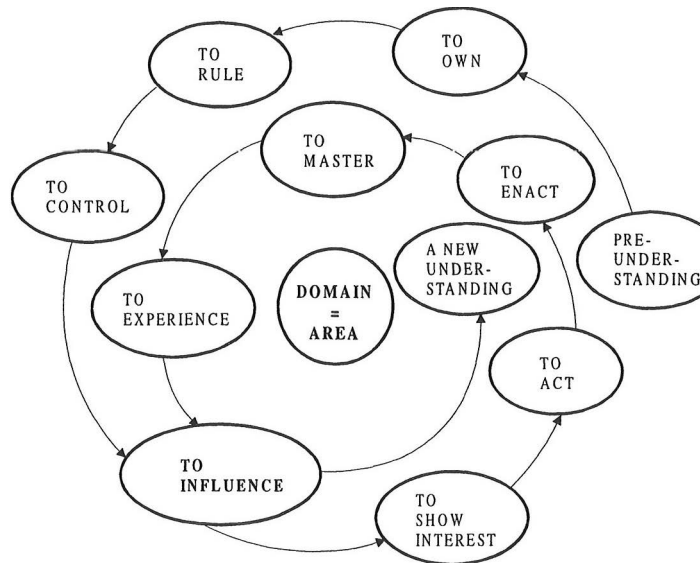 TO
OWN
TO
RULE
TO
CONTROL
TO
MASTER
TO
ENACT
A NEW
UNDER-
STANDING
PRE-
UNDER-
STANDING
TO
EXPERIENCE
DOMAIN
=
AREA
TO
ACT
TO
INFLUENCE
TO
SHOW
INTEREST